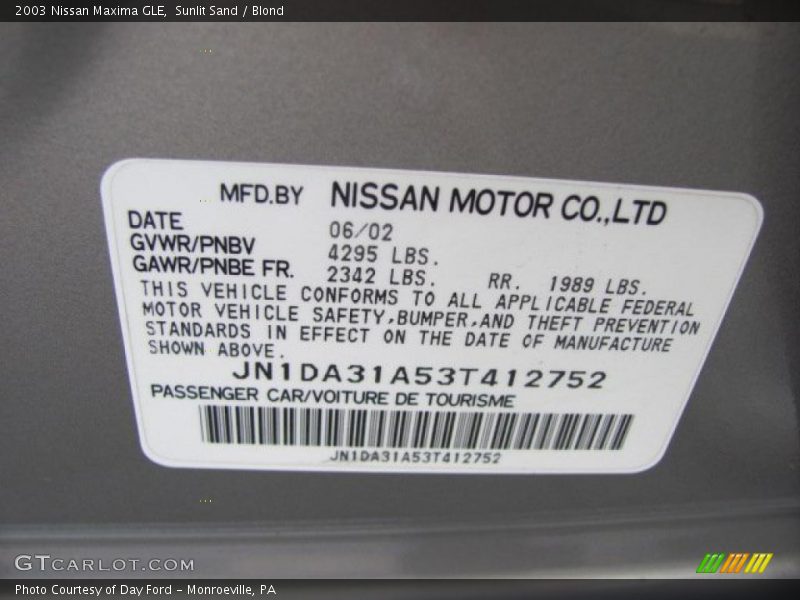 2003 Nissan Maxima GLE, Sunlit Sand / Blond
MFD.BY NISSAN MOTOR CO.,LTD
DATE 06/02
GVWR/PNBV 4295 LBS.
GAWR/PNBE FR. 2342 LBS. RR. 1989 LBS.
THIS VEHICLE CONFORMS TO ALL APPLICABLE FEDERAL
MOTOR VEHICLE SAFETY,BUMPER,AND THEFT PREVENTION
STANDARDS IN EFFECT ON THE DATE OF MANUFACTURE
SHOWN ABOVE.
JN1DA31A53T412752
PASSENGER CAR/VOITURE DE TOURISME
JN1DA31A53T412752
GTCARLOT.COM
Photo Courtesy of Day Ford - Monroeville, PA